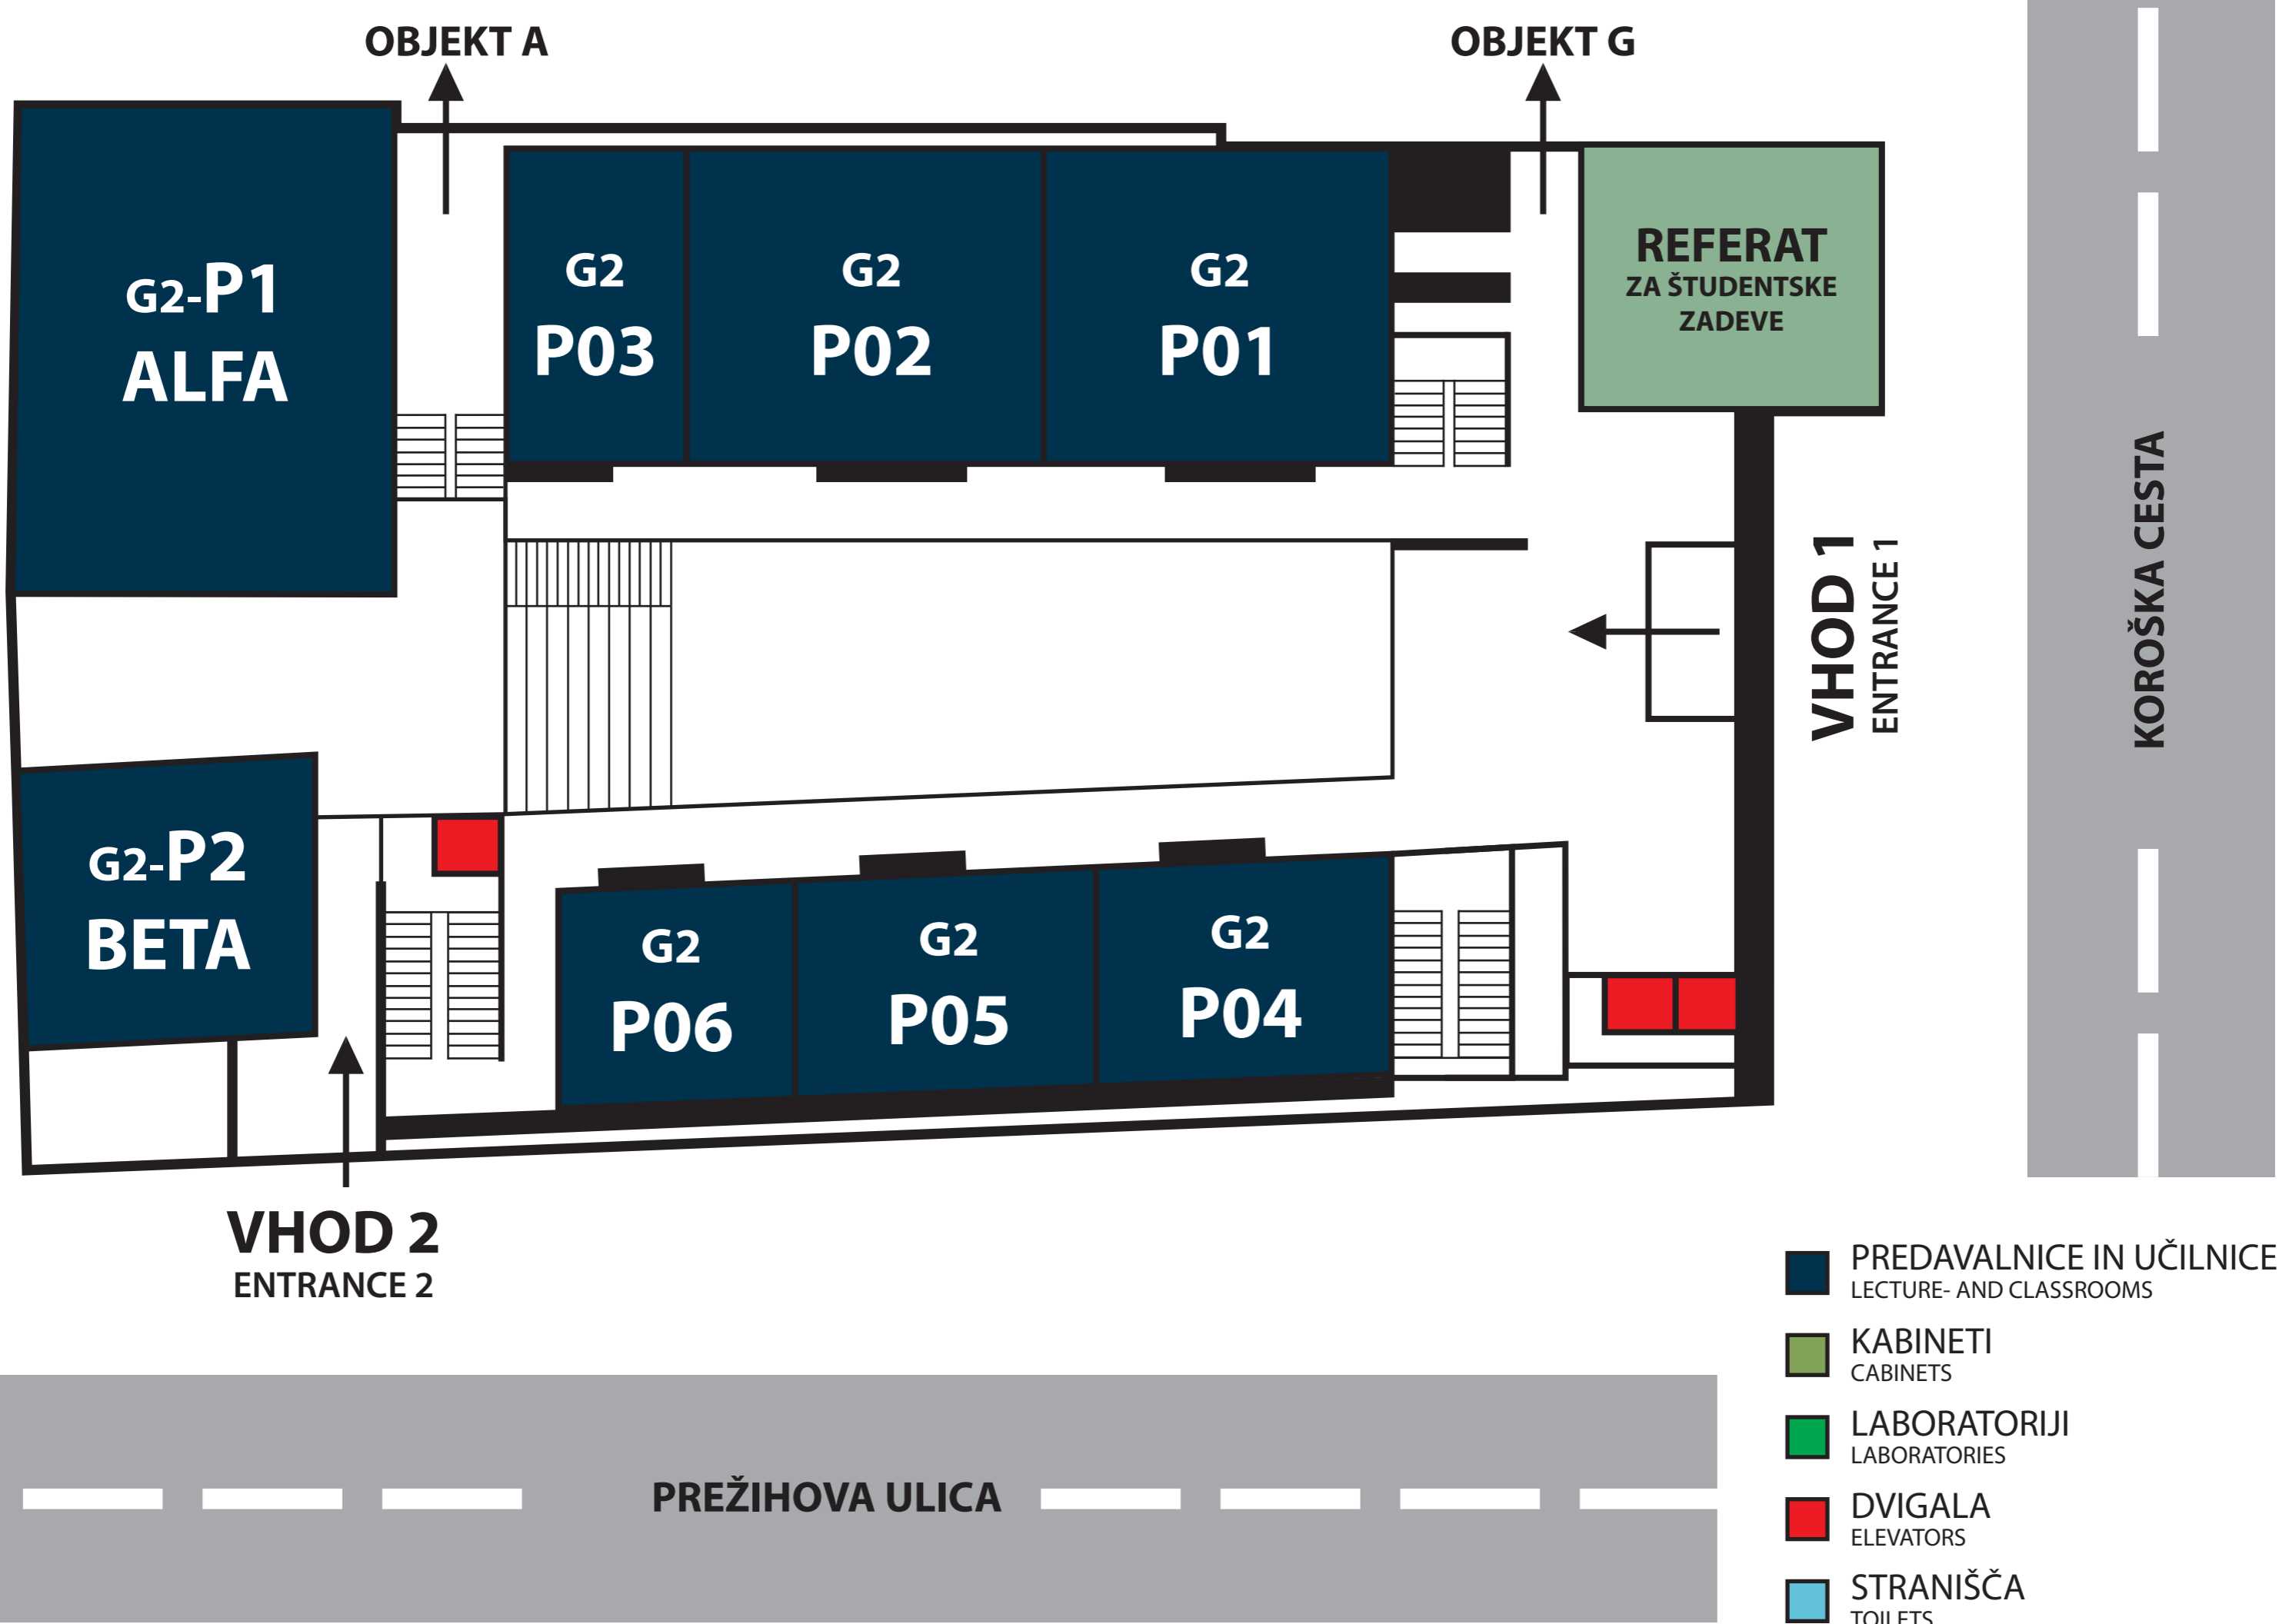 OBJEKT A
OBJEKT G
G2-P1
ALFA
G2
P03
G2
P02
G2
P01
REFERAT
ZA ŠTUDENTSKE
ZADEVE
KOROŠKA CESTA
VHOD 1
ENTRANCE 1
G2-P2
BETA
G2
P06
G2
P05
G2
P04
VHOD 2
ENTRANCE 2
PREDAVALNICE IN UČILNICE
LECTURE- AND CLASSROOMS
KABINETI
CABINETS
LABORATORIJI
LABORATORIES
DVIGALA
ELEVATORS
STRANIŠČA
TOILETS
PREŽIHOVA ULICA